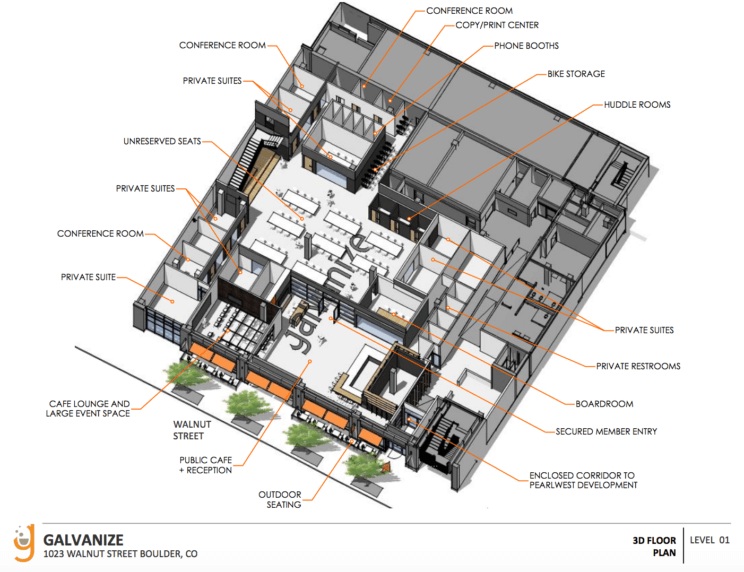 CONFERENCE ROOM
COPY/PRINT CENTER
CONFERENCE ROOM
PHONE BOOTHS
BIKE STORAGE
PRIVATE SUITES
HUDDLE ROOMS
UNRESERVED SEATS
PRIVATE SUITES
CONFERENCE ROOM
PRIVATE SUITE
galvanize
PRIVATE SUITES
PRIVATE RESTROOMS
CAFE LOUNGE AND
LARGE EVENT SPACE
BOARDROOM
WALNUT
STREET
SECURED MEMBER ENTRY
PUBLIC CAFE
+ RECEPTION
ENCLOSED CORRIDOR TO
PEARLWEST DEVELOPMENT
OUTDOOR
SEATING
g
GALVANIZE
1023 WALNUT STREET BOULDER, CO
3D FLOOR
PLAN
LEVEL 01